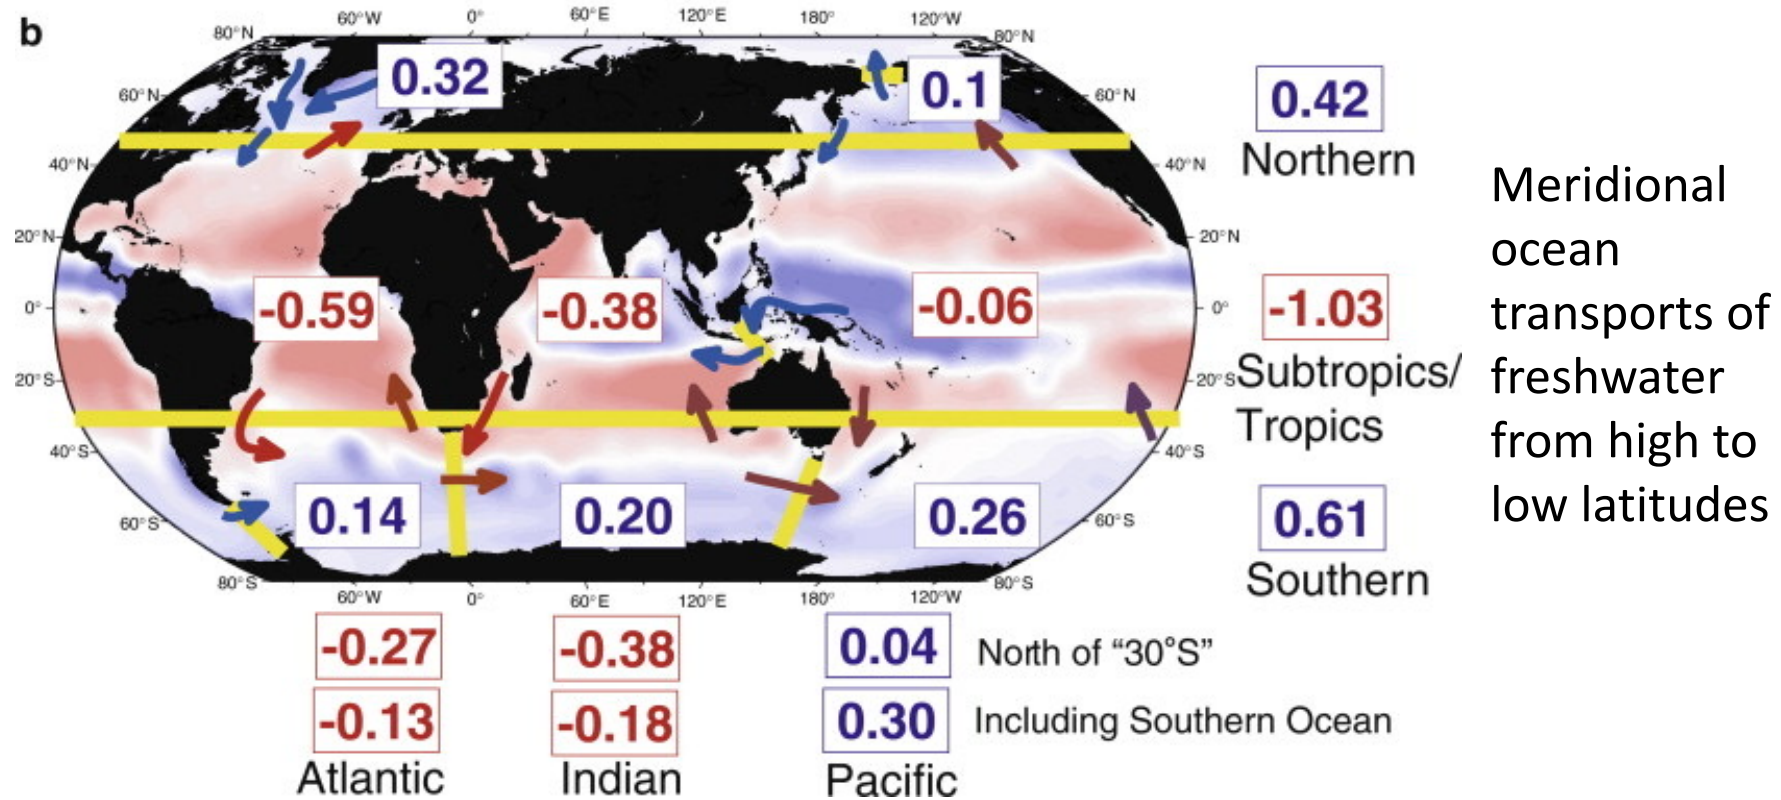 b
60°W 0° 60°E 120°E 180° 120°W
80°N 80°N
0.32 0.1 0.42
60°N 60°N
Northern
40°N 40°N
20°N 20°N
-0.59 -0.38 -0.06 -1.03
0° 0°
20°S 20°S
Subtropics/
Tropics
40°S 40°S
0.14 0.20 0.26 0.61
60°S 60°S
Southern
80°S 80°S
60°W 0° 60°E 120°E 180° 120°W
-0.27 -0.38 0.04 North of “30°S”
-0.13 -0.18 0.30 Including Southern Ocean
Atlantic Indian Pacific
Meridional
ocean
transports of
freshwater
from high to
low latitudes